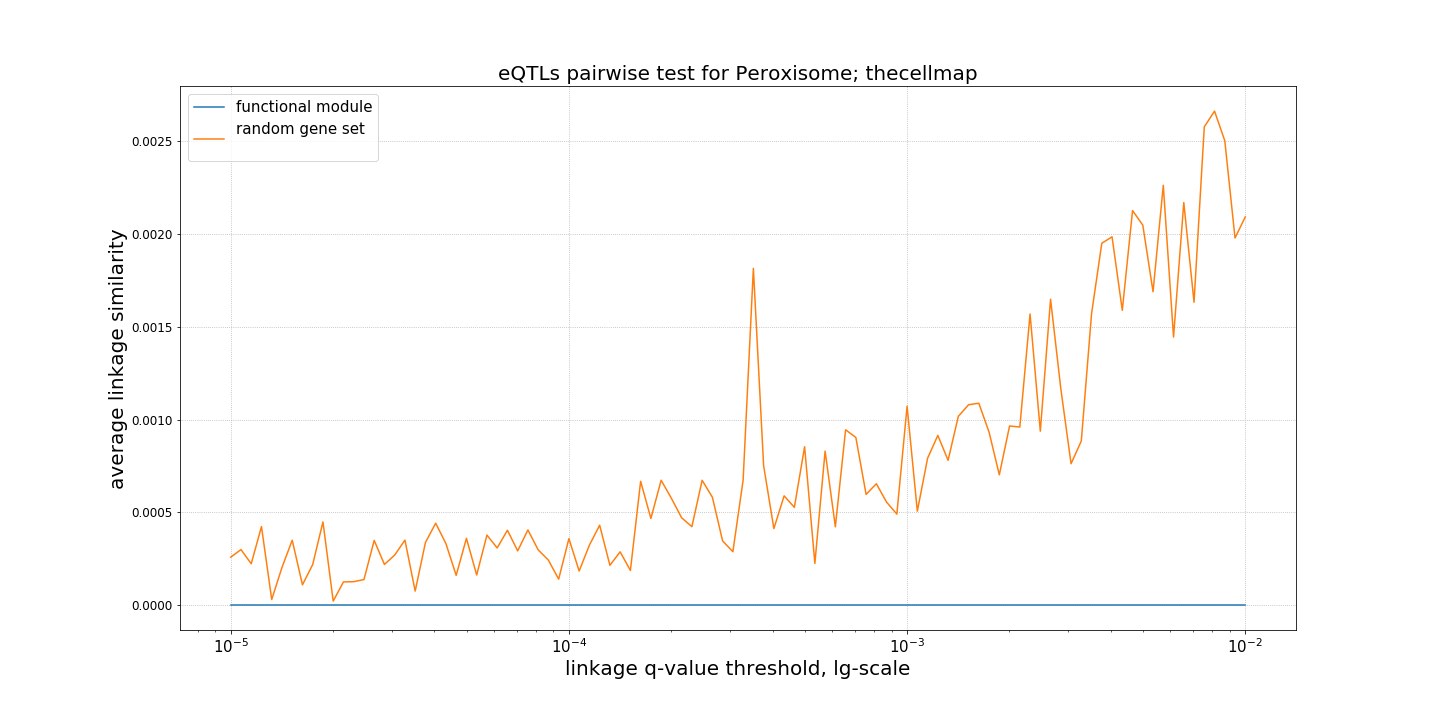 eQTLs pairwise test for Peroxisome; thecellmap
functional module
random gene set
average linkage similarity
0.0025
0.0020
0.0015
0.0010
0.0005
0.0000
10⁻⁵ 10⁻⁴ 10⁻³ 10⁻²
linkage q-value threshold, lg-scale